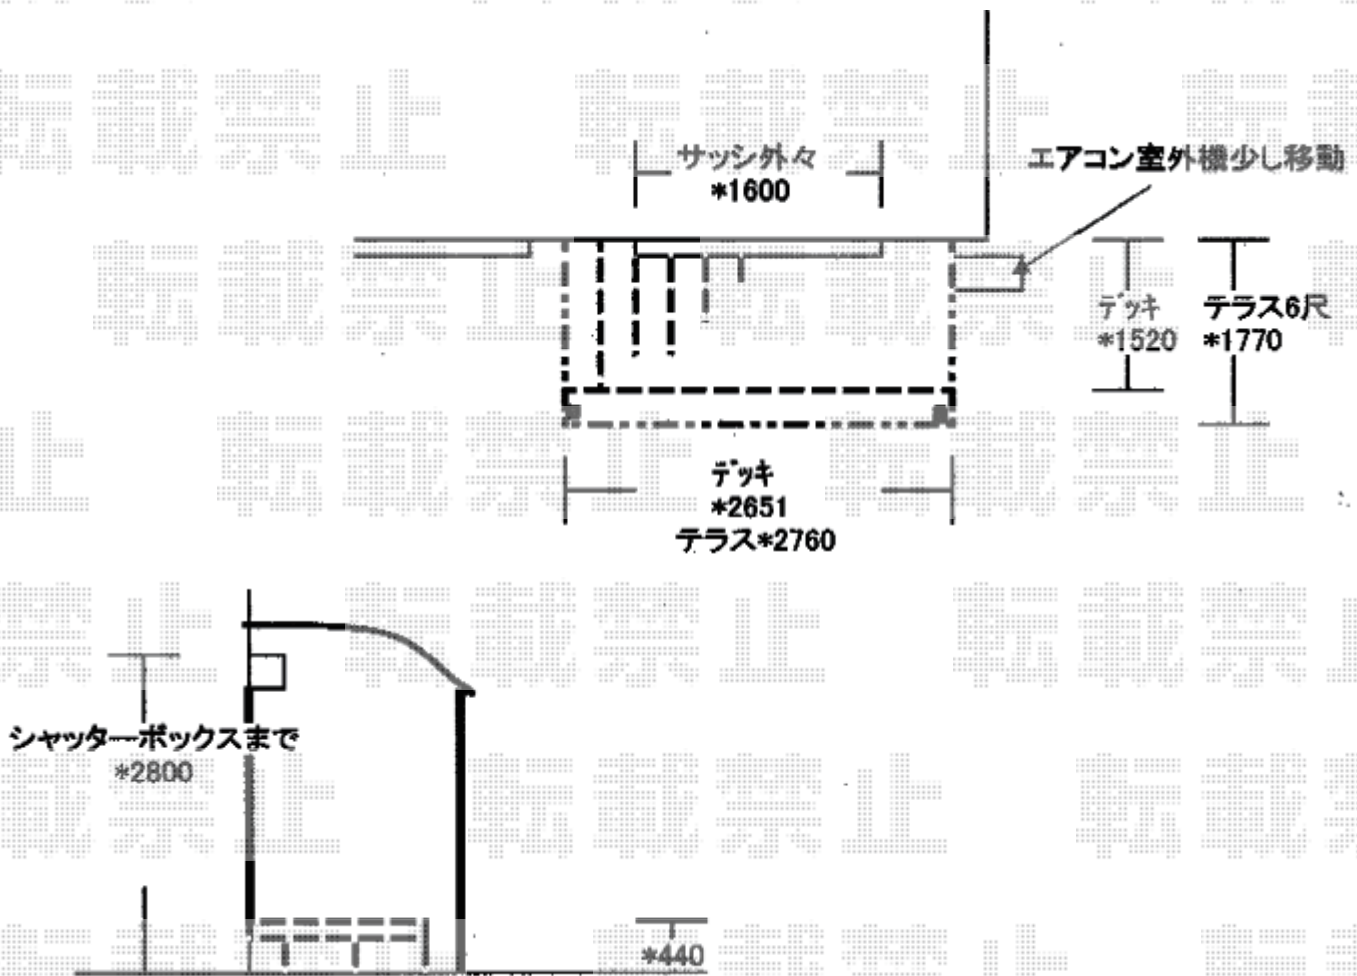 サッシ外々
*1600
エアコン室外機少し移動
デッキ
*1520
テラス6尺
*1770
デッキ
*2651
テラス*2760
シャッターボックスまで
*2800
*440
転載禁止